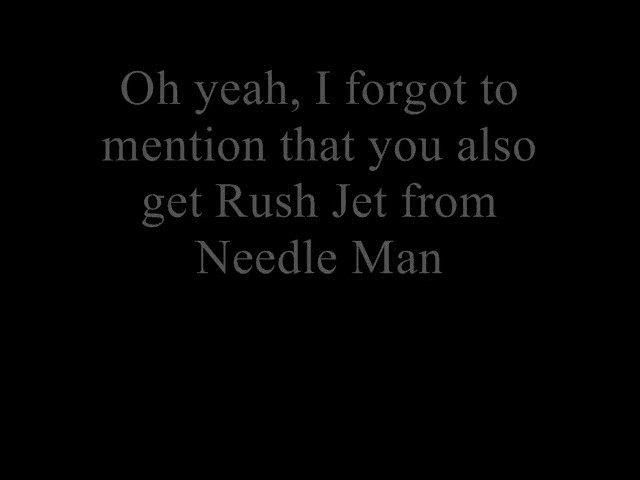 Oh yeah, I forgot to
mention that you also
get Rush Jet from
Needle Man